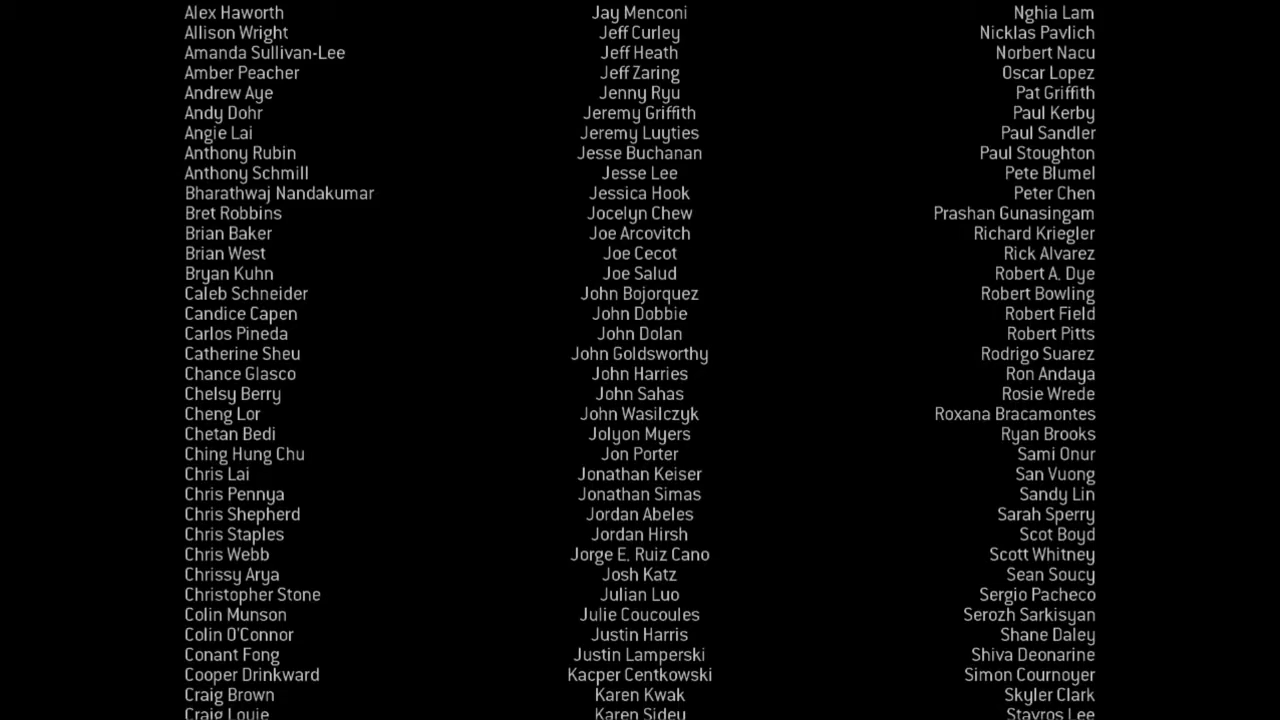 Alex Haworth
Allison Wright
Amanda Sullivan-Lee
Amber Peacher
Andrew Aye
Andy Dohr
Angie Lai
Anthony Rubin
Anthony Schmill
Bharathwaj Nandakumar
Bret Robbins
Brian Baker
Brian West
Bryan Kuhn
Caleb Schneider
Candice Capen
Carlos Pineda
Catherine Sheu
Chance Glasco
Chelsy Berry
Cheng Lor
Chetan Bedi
Ching Hung Chu
Chris Lai
Chris Pennya
Chris Shepherd
Chris Staples
Chris Webb
Chrissy Arya
Christopher Stone
Colin Munson
Colin O'Connor
Conant Fong
Cooper Drinkward
Craig Brown
Craig Louie
Jay Menconi
Jeff Curley
Jeff Heath
Jeff Zaring
Jenny Ryu
Jeremy Griffith
Jeremy Luyties
Jesse Buchanan
Jesse Lee
Jessica Hook
Jocelyn Chew
Joe Arcovitch
Joe Cecot
Joe Salud
John Bojorquez
John Dobbie
John Dolan
John Goldsworthy
John Harries
John Sahas
John Wasilczyk
Jolyon Myers
Jon Porter
Jonathan Keiser
Jonathan Simas
Jordan Abeles
Jordan Hirsh
Jorge E. Ruiz Cano
Josh Katz
Julian Luo
Julie Coucoules
Justin Harris
Justin Lamperski
Kacper Centkowski
Karen Kwak
Karen Sideu
Nghia Lam
Nicklas Pavlich
Norbert Nacu
Oscar Lopez
Pat Griffith
Paul Kerby
Paul Sandler
Paul Stoughton
Pete Blumel
Peter Chen
Prashan Gunasingam
Richard Kriegler
Rick Alvarez
Robert A. Dye
Robert Bowling
Robert Field
Robert Pitts
Rodrigo Suarez
Ron Andaya
Rosie Wrede
Roxana Bracamontes
Ryan Brooks
Sami Onur
San Vuong
Sandy Lin
Sarah Sperry
Scot Boyd
Scott Whitney
Sean Soucy
Sergio Pacheco
Serozh Sarkisyan
Shane Daley
Shiva Deonarine
Simon Cournoyer
Skyler Clark
Stavros Lee